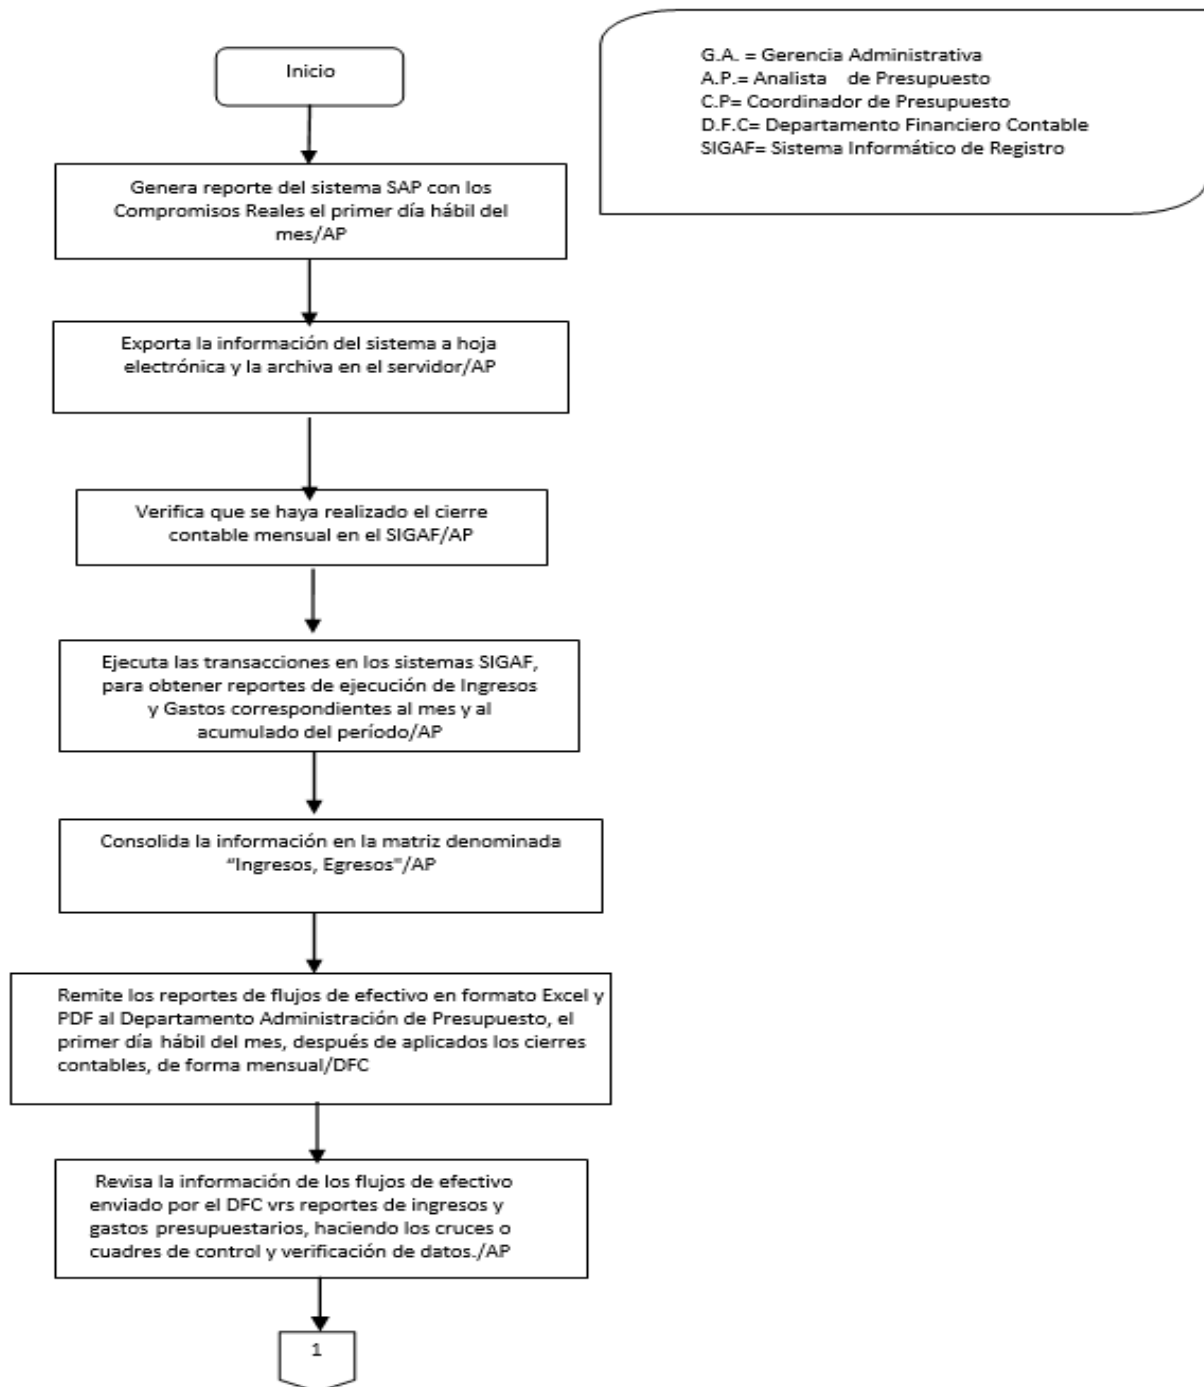 Inicio
G.A. = Gerencia Administrativa
A.P.= Analista de Presupuesto
C.P= Coordinador de Presupuesto
D.F.C= Departamento Financiero Contable
SIGAF= Sistema Informático de Registro
Genera reporte del sistema SAP con los
Compromisos Reales el primer día hábil del
mes/AP
Exporta la información del sistema a hoja
electrónica y la archiva en el servidor/AP
Verifica que se haya realizado el cierre
contable mensual en el SIGAF/AP
Ejecuta las transacciones en los sistemas SIGAF,
para obtener reportes de ejecución de Ingresos
y Gastos correspondientes al mes y al
acumulado del período/AP
Consolida la información en la matriz denominada
“Ingresos, Egresos"/AP
Remite los reportes de flujos de efectivo en formato Excel y
PDF al Departamento Administración de Presupuesto, el
primer día hábil del mes, después de aplicados los cierres
contables, de forma mensual/DFC
Revisa la información de los flujos de efectivo
enviado por el DFC vrs reportes de ingresos y
gastos presupuestarios, haciendo los cruces o
cuadres de control y verificación de datos./AP
1